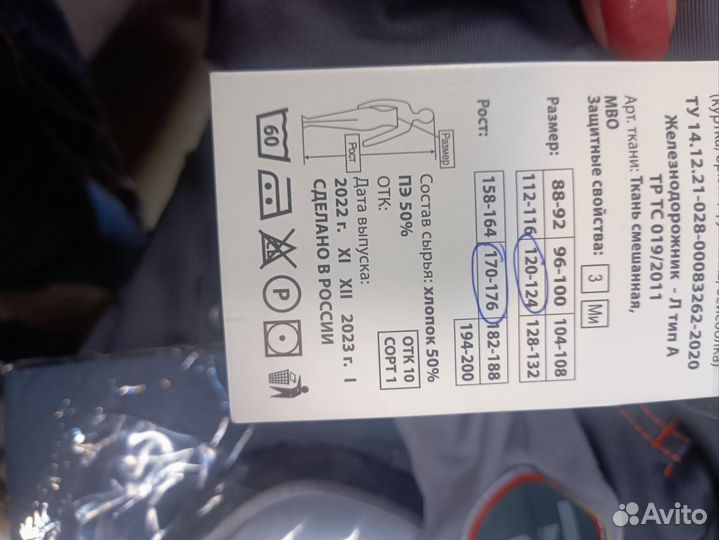 ТУ 14.12.21-028-00083262-2020
Железнодорожник - Л тип А
ТР ТС 019/2011
Арт. ткани: Ткань смешанная,
МВО
Защитные свойства: З Ми
Размер: 88-92 96-100 104-108
112-116 120-124 128-132
Рост: 158-164 170-176 182-188
194-200
Размер
Рост
Состав сырья: хлопок 50%
ПЭ 50%
ОТК: ОТК 10
СОРТ 1
Дата выпуска:
2022 г. XI XII 2023 г. I
СДЕЛАНО В РОССИИ
60
P
Avito